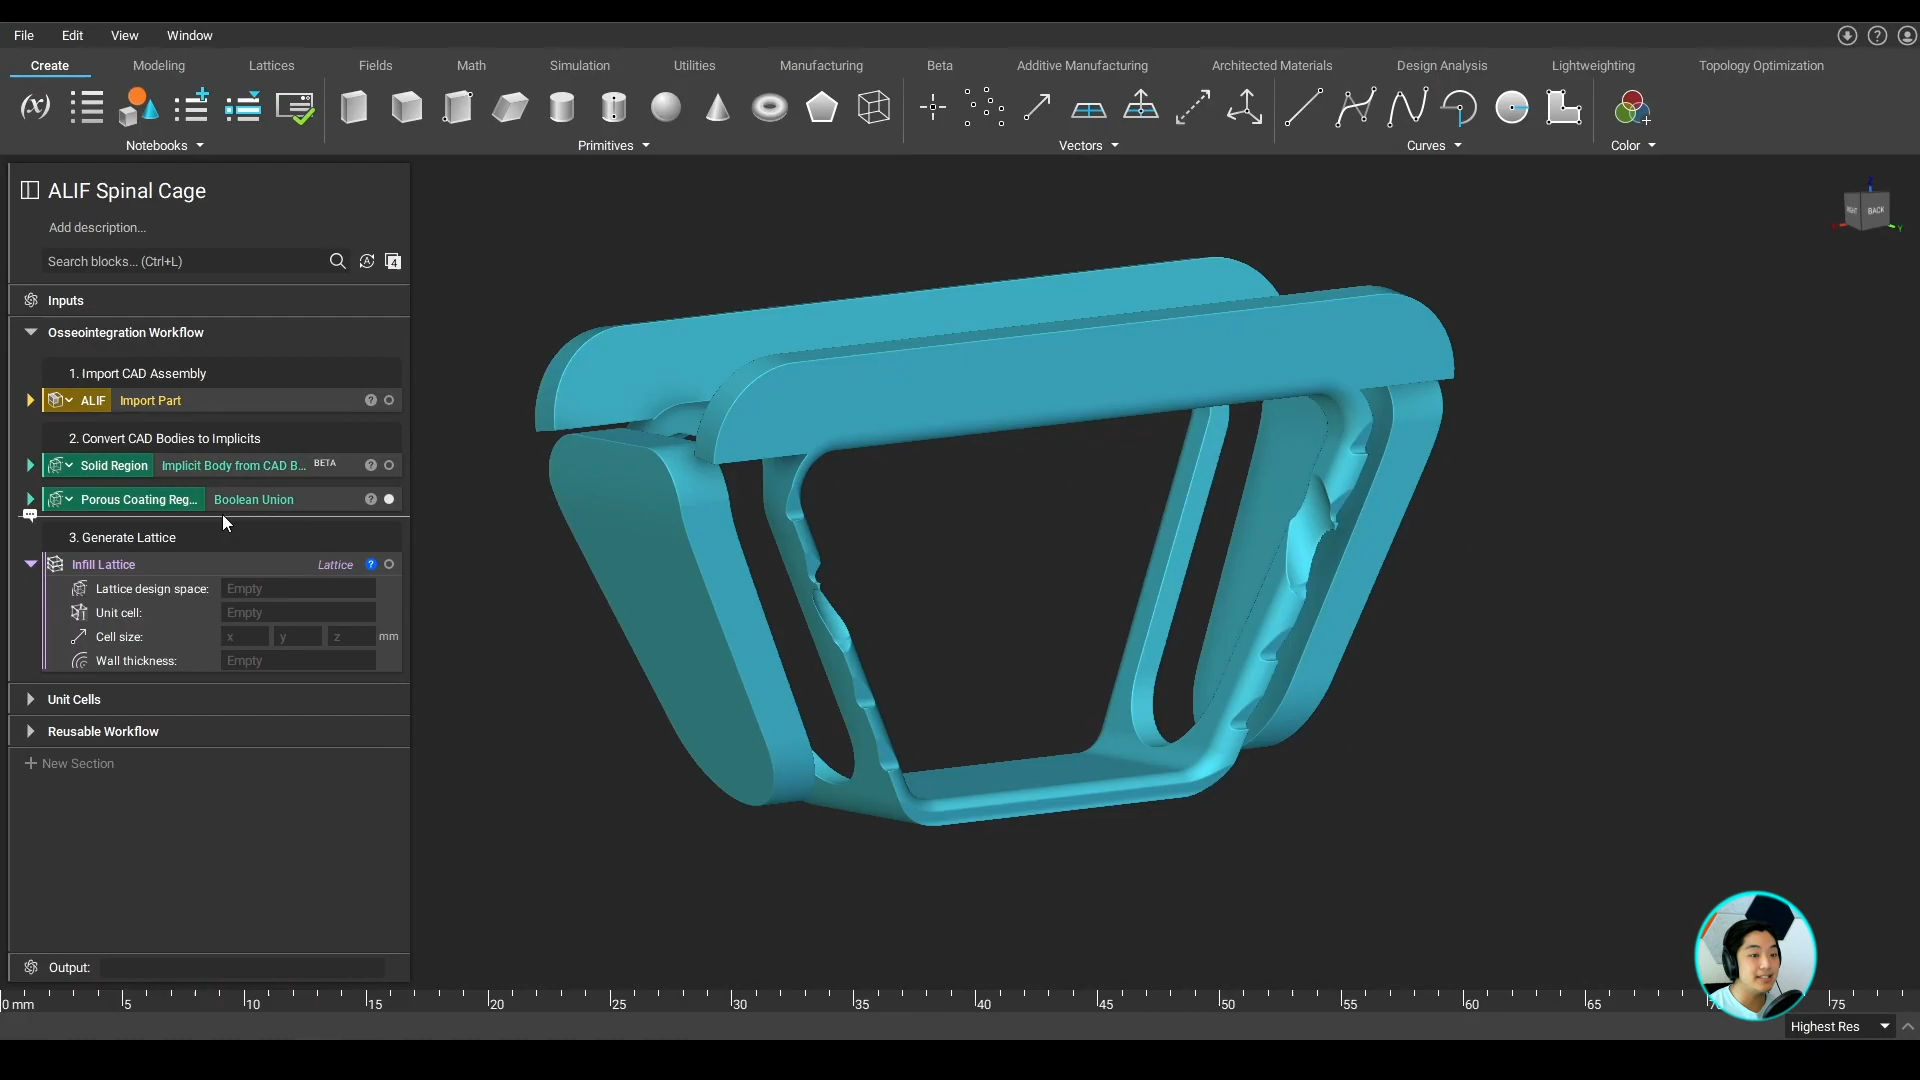 File Edit View Window
Create Modeling Lattices Fields Math Simulation Utilities Manufacturing Beta Additive Manufacturing Architected Materials Design Analysis Lightweighting Topology Optimization
Notebooks Primitives Vectors Curves Color
ALIF Spinal Cage
Add description...
Search blocks... (Ctrl+L)
4
Inputs
Osseointegration Workflow
1. Import CAD Assembly
ALIF Import Part
2. Convert CAD Bodies to Implicits
Solid Region Implicit Body from CAD B... BETA
Porous Coating Reg... Boolean Union
3. Generate Lattice
Infill Lattice Lattice
Lattice design space: Empty
Unit cell: Empty
Cell size: x y z mm
Wall thickness: Empty
Unit Cells
Reusable Workflow
+ New Section
Output:
RIGHT BACK
Z
Y
0 mm 5 10 15 20 25 30 35 40 45 50 55 60 65 75
Highest Res